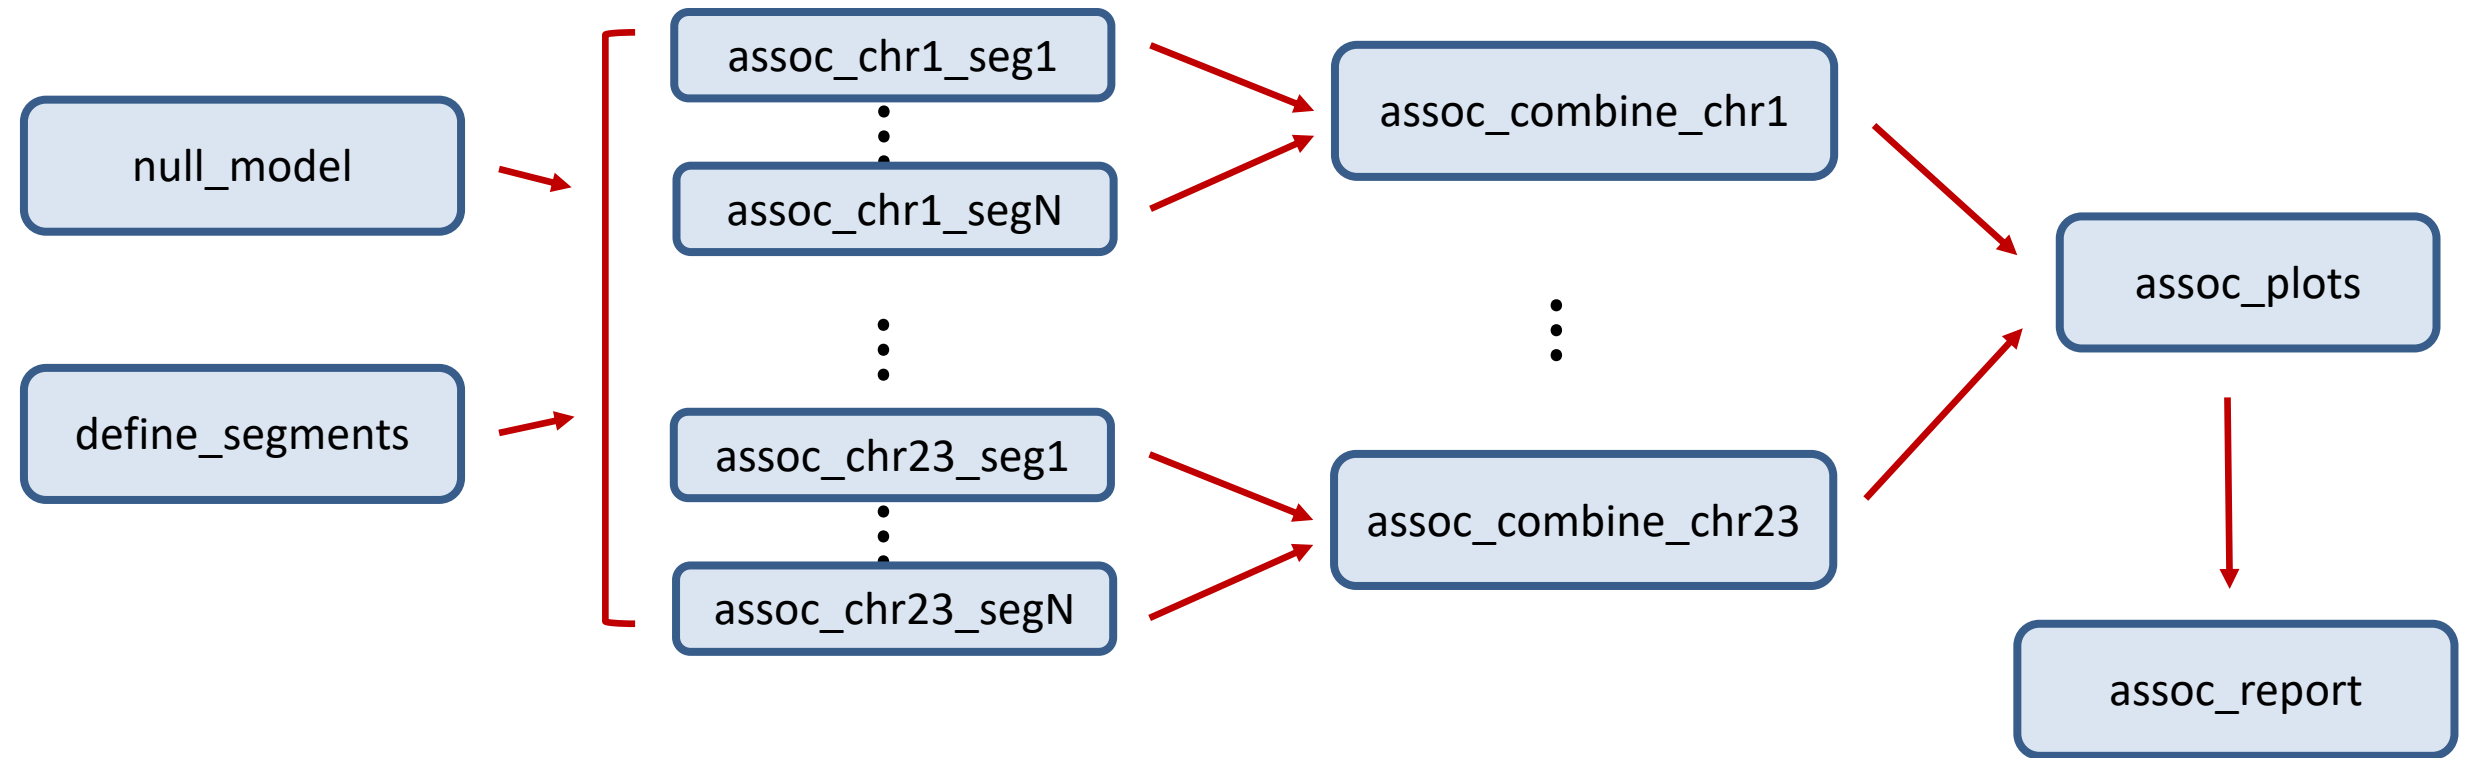 null_model
define_segments
assoc_chr1_seg1
assoc_chr1_segN
assoc_chr23_seg1
assoc_chr23_segN
assoc_combine_chr1
assoc_combine_chr23
assoc_plots
assoc_report